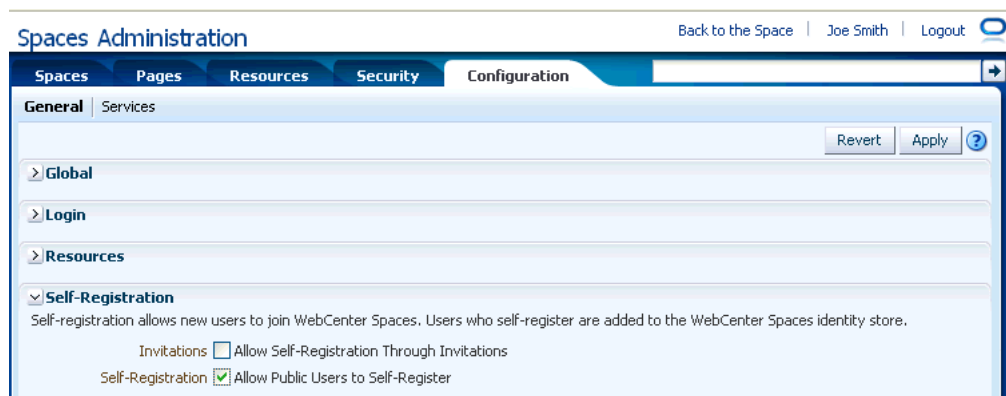 Spaces Administration
Back to the Space | Joe Smith | Logout
Spaces Pages Resources Security Configuration
General | Services
Revert Apply ?
Global
Login
Resources
Self-Registration
Self-registration allows new users to join WebCenter Spaces. Users who self-register are added to the WebCenter Spaces identity store.
Invitations Allow Self-Registration Through Invitations
Self-Registration Allow Public Users to Self-Register